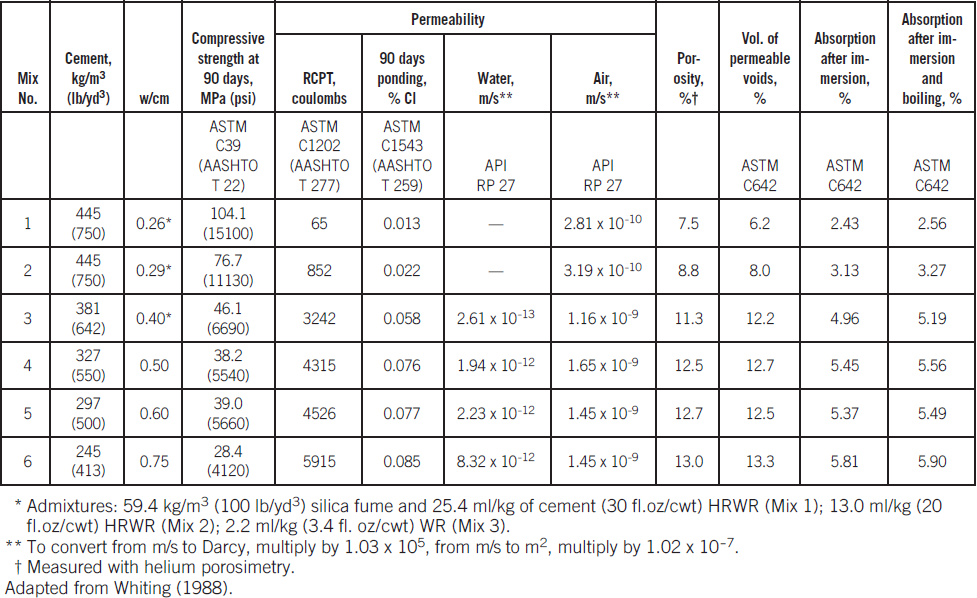 Mix No. | Cement, kg/m³ (lb/yd³) | w/cm | Compressive strength at 90 days, MPa (psi) | Permeability | Por-osity, %† | Vol. of permeable voids, % | Absorption after im-mersion, % | Absorption after im-mersion and boiling, %
RCPT, coulombs | 90 days ponding, % Cl | Water, m/s** | Air, m/s**
ASTM C39 (AASHTO T 22) | ASTM C1202 (AASHTO T 277) | ASTM C1543 (AASHTO T 259) | API RP 27 | API RP 27 | ASTM C642 | ASTM C642 | ASTM C642
1 | 445 (750) | 0.26* | 104.1 (15100) | 65 | 0.013 | — | 2.81 x 10⁻¹⁰ | 7.5 | 6.2 | 2.43 | 2.56
2 | 445 (750) | 0.29* | 76.7 (11130) | 852 | 0.022 | — | 3.19 x 10⁻¹⁰ | 8.8 | 8.0 | 3.13 | 3.27
3 | 381 (642) | 0.40* | 46.1 (6690) | 3242 | 0.058 | 2.61 x 10⁻¹³ | 1.16 x 10⁻⁹ | 11.3 | 12.2 | 4.96 | 5.19
4 | 327 (550) | 0.50 | 38.2 (5540) | 4315 | 0.076 | 1.94 x 10⁻¹² | 1.65 x 10⁻⁹ | 12.5 | 12.7 | 5.45 | 5.56
5 | 297 (500) | 0.60 | 39.0 (5660) | 4526 | 0.077 | 2.23 x 10⁻¹² | 1.45 x 10⁻⁹ | 12.7 | 12.5 | 5.37 | 5.49
6 | 245 (413) | 0.75 | 28.4 (4120) | 5915 | 0.085 | 8.32 x 10⁻¹² | 1.45 x 10⁻⁹ | 13.0 | 13.3 | 5.81 | 5.90
* Admixtures: 59.4 kg/m³ (100 lb/yd³) silica fume and 25.4 ml/kg of cement (30 fl.oz/cwt) HRWR (Mix 1); 13.0 ml/kg (20
fl.oz/cwt) HRWR (Mix 2); 2.2 ml/kg (3.4 fl. oz/cwt) WR (Mix 3).
** To convert from m/s to Darcy, multiply by 1.03 x 10⁵, from m/s to m², multiply by 1.02 x 10⁻⁷.
† Measured with helium porosimetry.
Adapted from Whiting (1988).